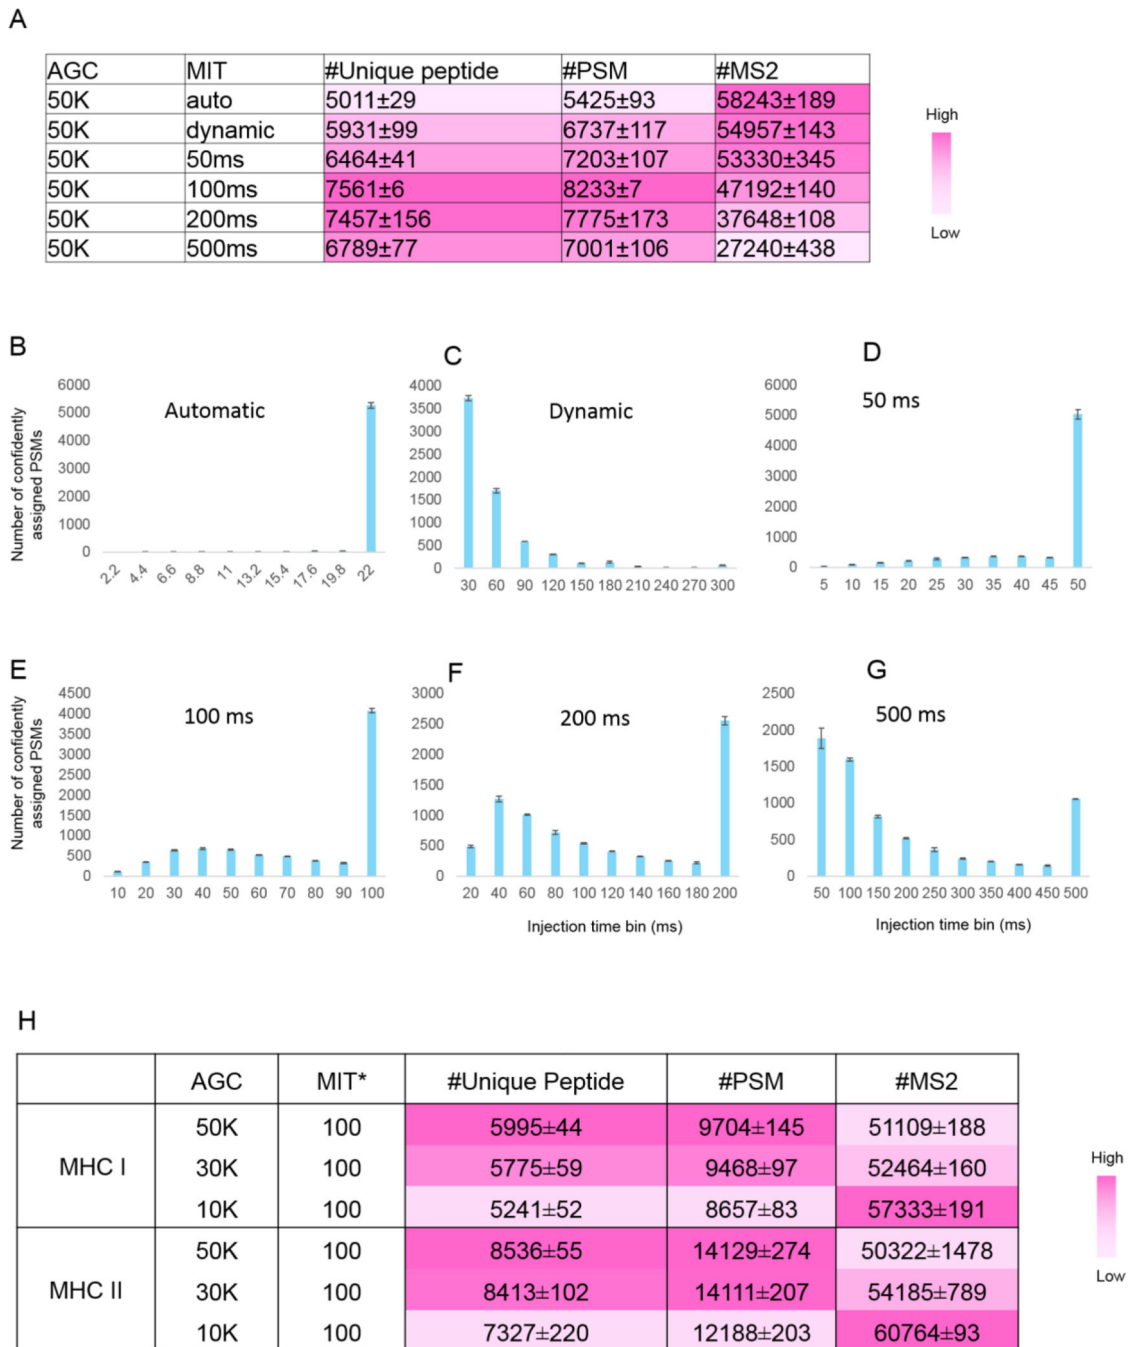 A
AGC MIT #Unique peptide #PSM #MS2
50K auto 5011±29 5425±93 58243±189
50K dynamic 5931±99 6737±117 54957±143
50K 50ms 6464±41 7203±107 53330±345
50K 100ms 7561±6 8233±7 47192±140
50K 200ms 7457±156 7775±173 37648±108
50K 500ms 6789±77 7001±106 27240±438
High
Low
B
Number of confidently
assigned PSMs
6000
5000
4000
3000
2000
1000
0
Automatic
2.2 4.4 6.6 8.8 11 13.2 15.4 17.6 19.8 22
C
4000
3500
3000
2500
2000
1500
1000
500
0
Dynamic
30 60 90 120 150 180 210 240 270 300
D
6000
5000
4000
3000
2000
1000
0
50 ms
5 10 15 20 25 30 35 40 45 50
E
Number of confidently
assigned PSMs
4500
4000
3500
3000
2500
2000
1500
1000
500
0
100 ms
10 20 30 40 50 60 70 80 90 100
F
3000
2500
2000
1500
1000
500
0
200 ms
20 40 60 80 100 120 140 160 180 200
Injection time bin (ms)
G
2500
2000
1500
1000
500
0
500 ms
50 100 150 200 250 300 350 400 450 500
Injection time bin (ms)
H
AGC MIT* #Unique Peptide #PSM #MS2
MHC I
50K 100 5995±44 9704±145 51109±188
30K 100 5775±59 9468±97 52464±160
10K 100 5241±52 8657±83 57333±191
MHC II
50K 100 8536±55 14129±274 50322±1478
30K 100 8413±102 14111±207 54185±789
10K 100 7327±220 12188±203 60764±93
High
Low